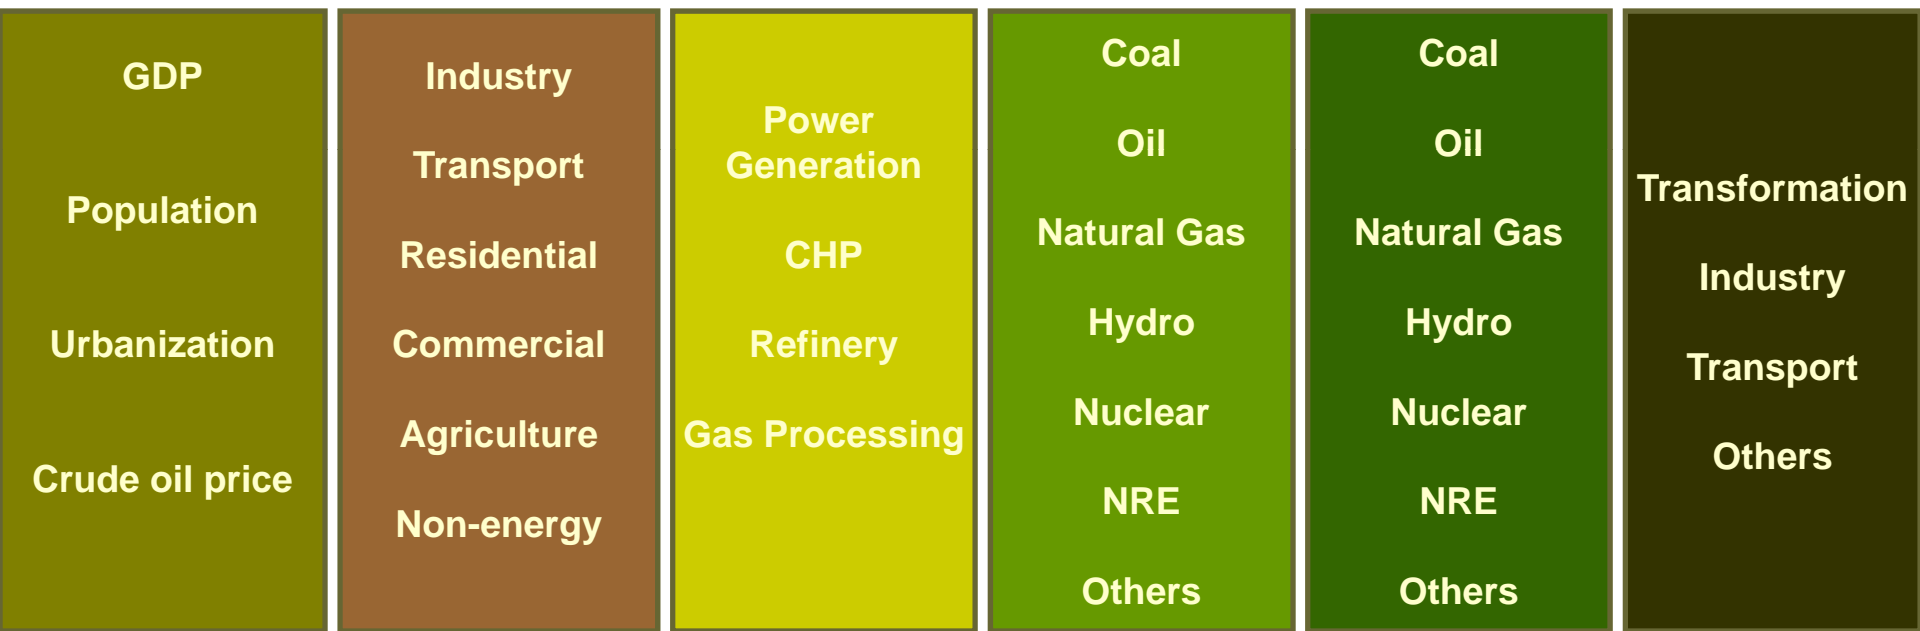 GDP
Population
Urbanization
Crude oil price
Industry
Transport
Residential
Commercial
Agriculture
Non-energy
Power
Generation
CHP
Refinery
Gas Processing
Coal
Oil
Natural Gas
Hydro
Nuclear
NRE
Others
Coal
Oil
Natural Gas
Hydro
Nuclear
NRE
Others
Transformation
Industry
Transport
Others